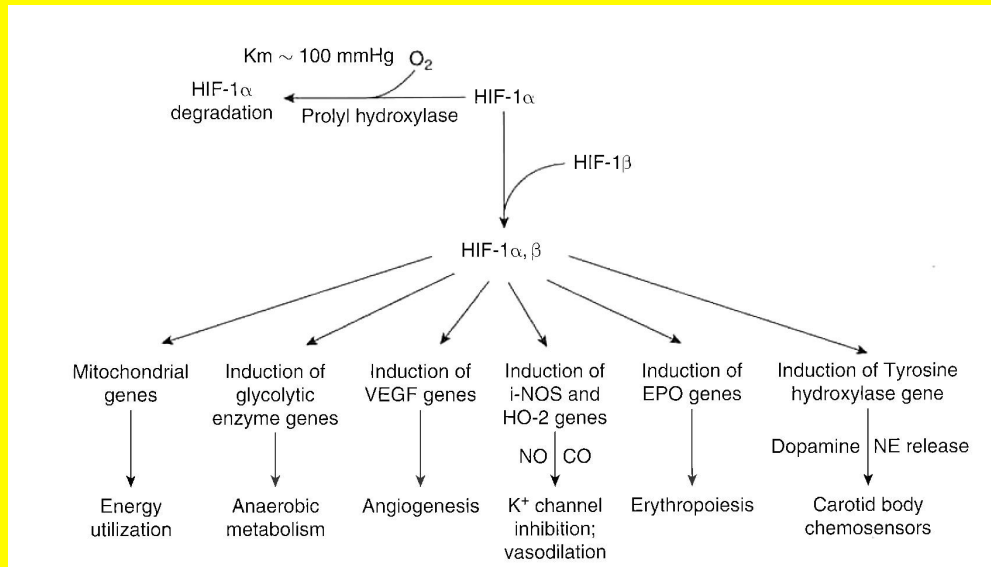 Km ~ 100 mmHg O₂
HIF-1α
degradation
Prolyl hydroxylase
HIF-1α
HIF-1β
HIF-1α, β
Mitochondrial
genes
Induction of
glycolytic
enzyme genes
Induction of
VEGF genes
Induction of
i-NOS and
HO-2 genes
Induction of
EPO genes
Induction of Tyrosine
hydroxylase gene
NO CO
Dopamine NE release
Energy
utilization
Anaerobic
metabolism
Angiogenesis
K⁺ channel
inhibition;
vasodilation
Erythropoiesis
Carotid body
chemosensors